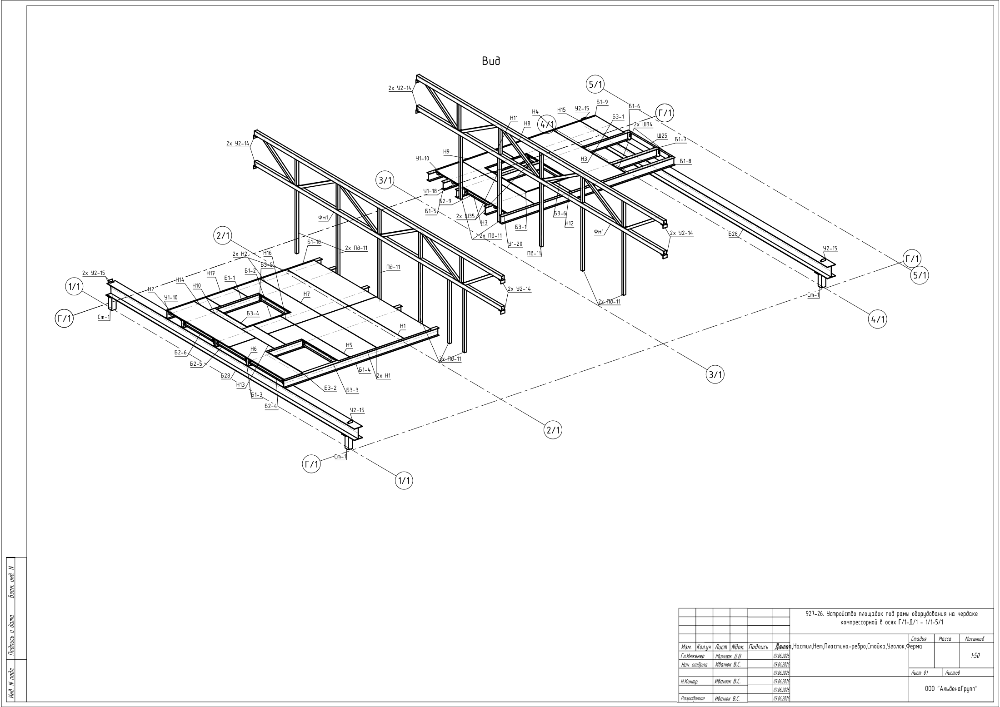 Вид
5/1
2х У2-14
Б1-9
Н15
У2-15
Б1-6
Г/1
Н4
4/1
Б3-1
Н11
Н8
2х Ш34
Ш25
Б1-7
2х У2-14
Н9
У1-10
Н3
Б1-8
3/1
У1-18
Б2-9
Б1-5
2х Ш35
Н3
Б3-1
Б3-6
Н12
Фм1
2/1
Фм1
2х У2-14
Б28
2х Пд-11
У1-20
Пд-11
Б1-10
2х Пд-11
У2-15
2х Н2
Н16
Б3-5
Г/1
Пд-11
5/1
2х У2-15
Н17
Б1-1
Б1-2
1/1
Н14
Н10
Н2
У1-10
Н7
2х У2-14
Ст-1
2х Пд-11
Г/1
Ст-1
Б3-4
4/1
Н1
Б2-6
Н6
Н5
Б2-5
3х Пд-11
Б1-4
2х Н1
3/1
Б28
Н13
Б3-2
Б3-3
Б1-3
Б2-4
У2-15
2/1
Ст-1
Г/1
1/1
Взам. инв. N
Подпись и дата
Инв. N подл.
927-26. Устройство площадок под рамы оборудования на чердаке
компрессорной в осях Г/1-Д/1 - 1/1-5/1
Изм. Кол.уч Лист Nдок. Подпись Дата
Балка,Настил,Нет,Пластина-ребро,Стойка,Уголок,Ферма
Стадия Масса Масштаб
1:50
Гл.Инженер Михнюк Д.В. 09.06.2026
Нач отдела Иванюк В.С. 09.06.2026
09.06.2026
Лист 01 Листов
Н.Контр. Иванюк В.С. 09.06.2026
09.06.2026
ООО "АльденаГрупп"
Разработал Иванюк В.С. 09.06.2026